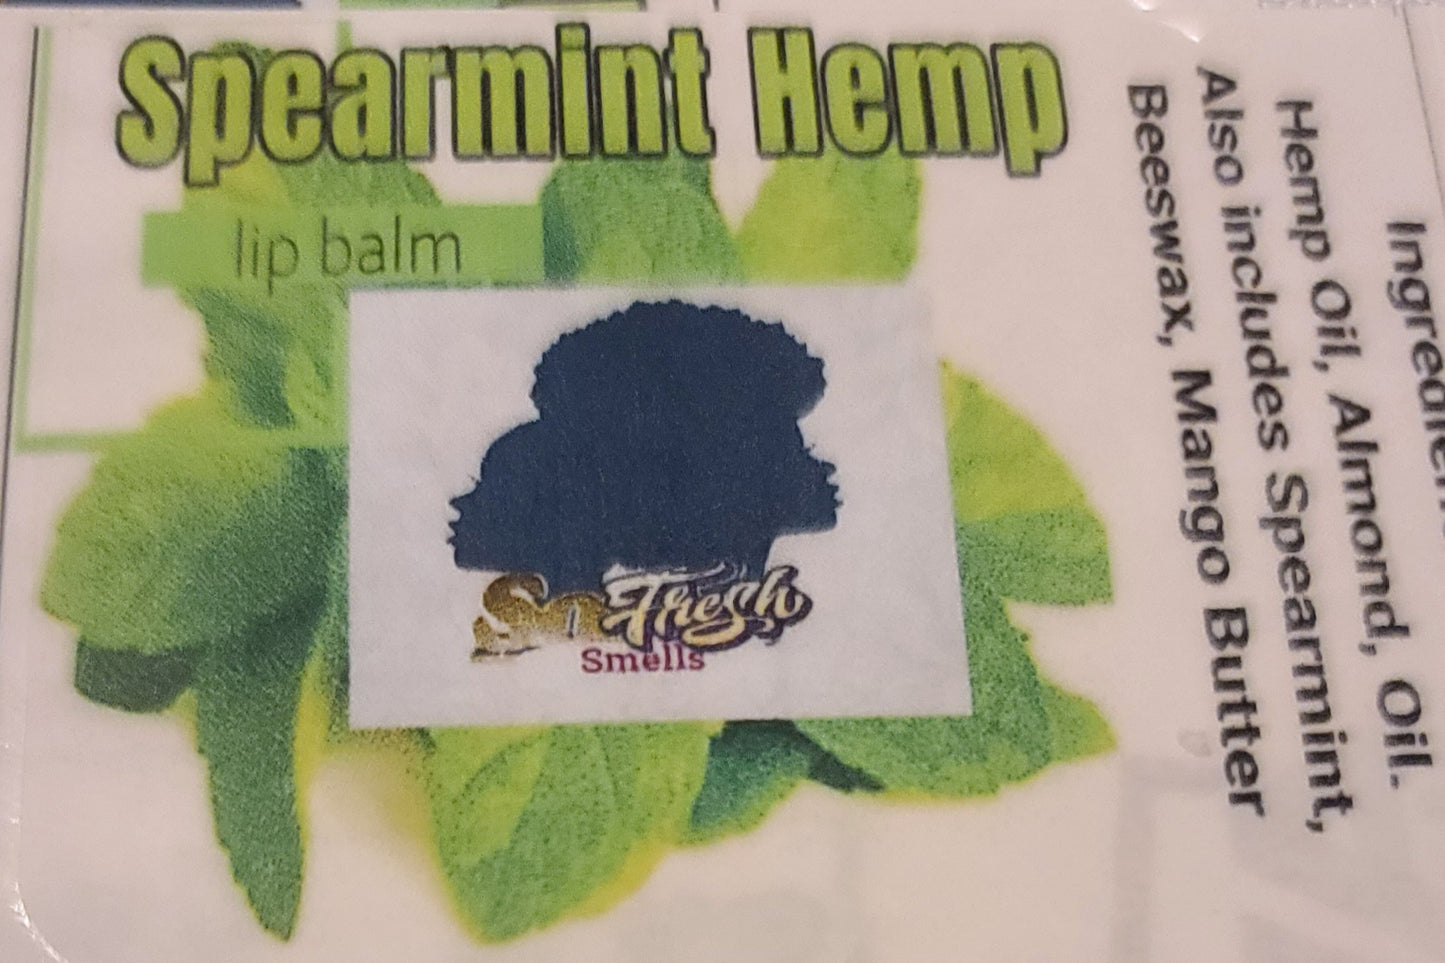 Spearmint Hemp
lip balm
So Fresh
Smells
Hemp Oil, Almond, Oil.
Also includes Spearmint,
Beeswax, Mango Butter